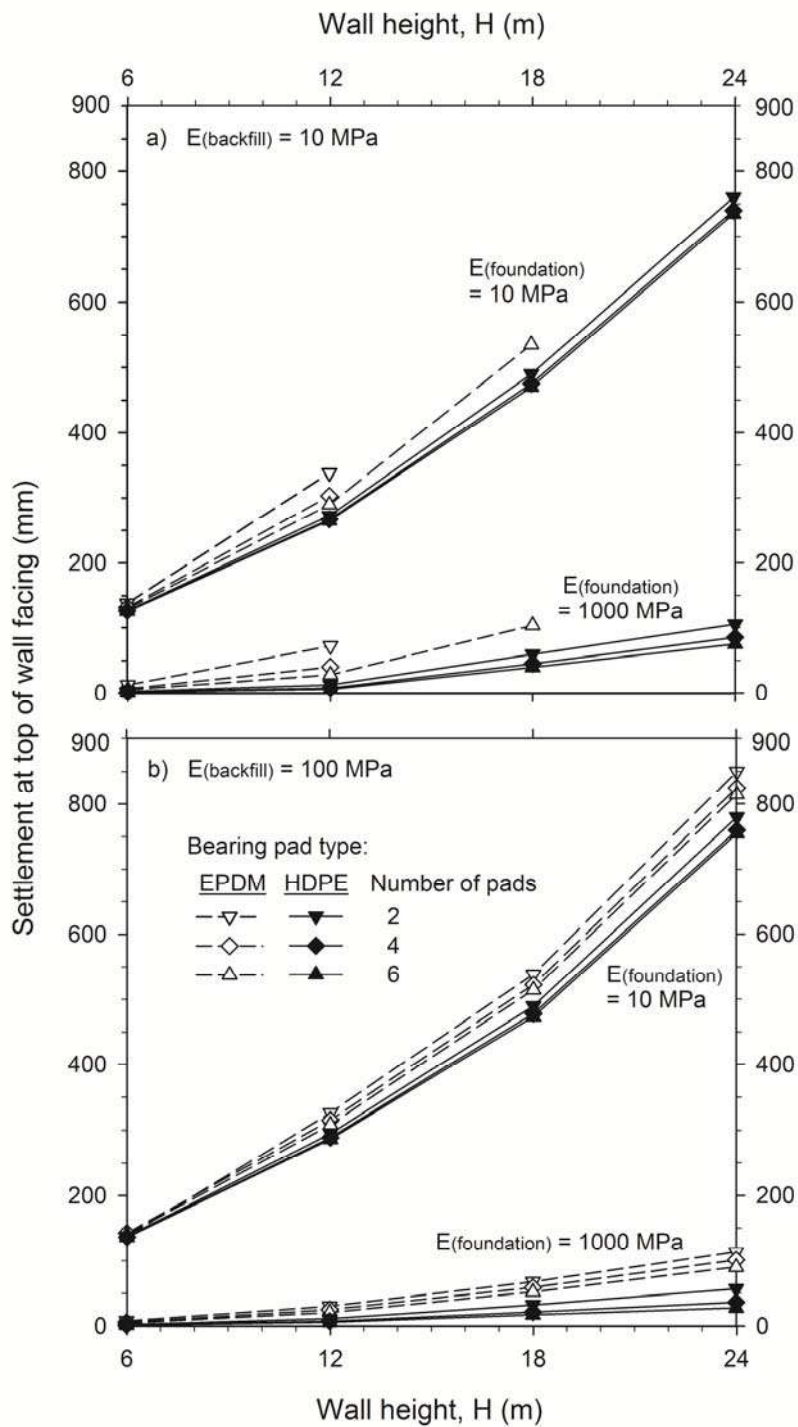 Wall height, H (m)
6 12 18 24
900 900
a) E(backfill) = 10 MPa
800 800
E(foundation)
= 10 MPa
600 600
400 400
200 200
E(foundation)
= 1000 MPa
0 0
Settlement at top of wall facing (mm)
900 900
b) E(backfill) = 100 MPa
800 800
Bearing pad type:
EPDM HDPE Number of pads
2
4
6
600 600
E(foundation)
= 10 MPa
400 400
200 200
E(foundation) = 1000 MPa
0 0
6 12 18 24
Wall height, H (m)